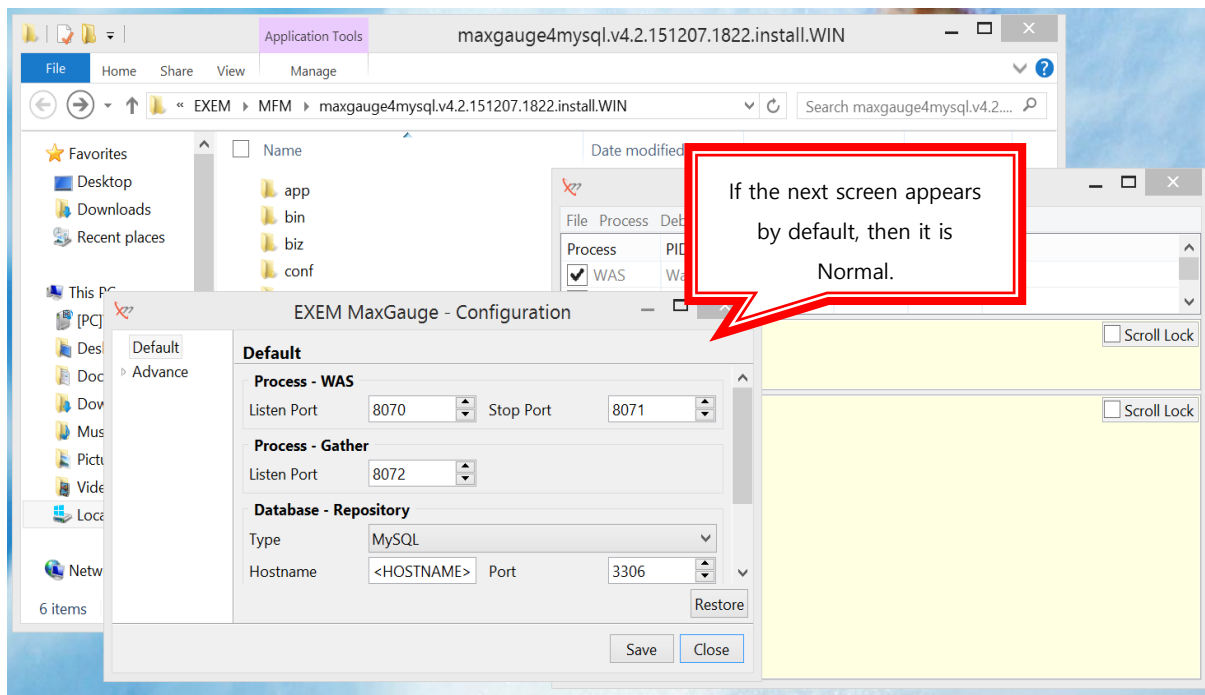 Application Tools
maxgauge4mysql.v4.2.151207.1822.install.WIN
File Home Share View Manage
« EXEM MFM maxgauge4mysql.v4.2.151207.1822.install.WIN
Search maxgauge4mysql.v4.2....
Favorites
Desktop
Downloads
Recent places
This PC
[PC]
Name
Date modified
app
bin
biz
conf
Netw
6 items
File Process
Process
WAS
If the next screen appears
by default, then it is
Normal.
Scroll Lock
Scroll Lock
EXEM MaxGauge - Configuration
Default
Advance
Default
Process - WAS
Listen Port 8070 Stop Port 8071
Process - Gather
Listen Port 8072
Database - Repository
Type MySQL
Hostname <HOSTNAME> Port 3306
Restore
Save Close